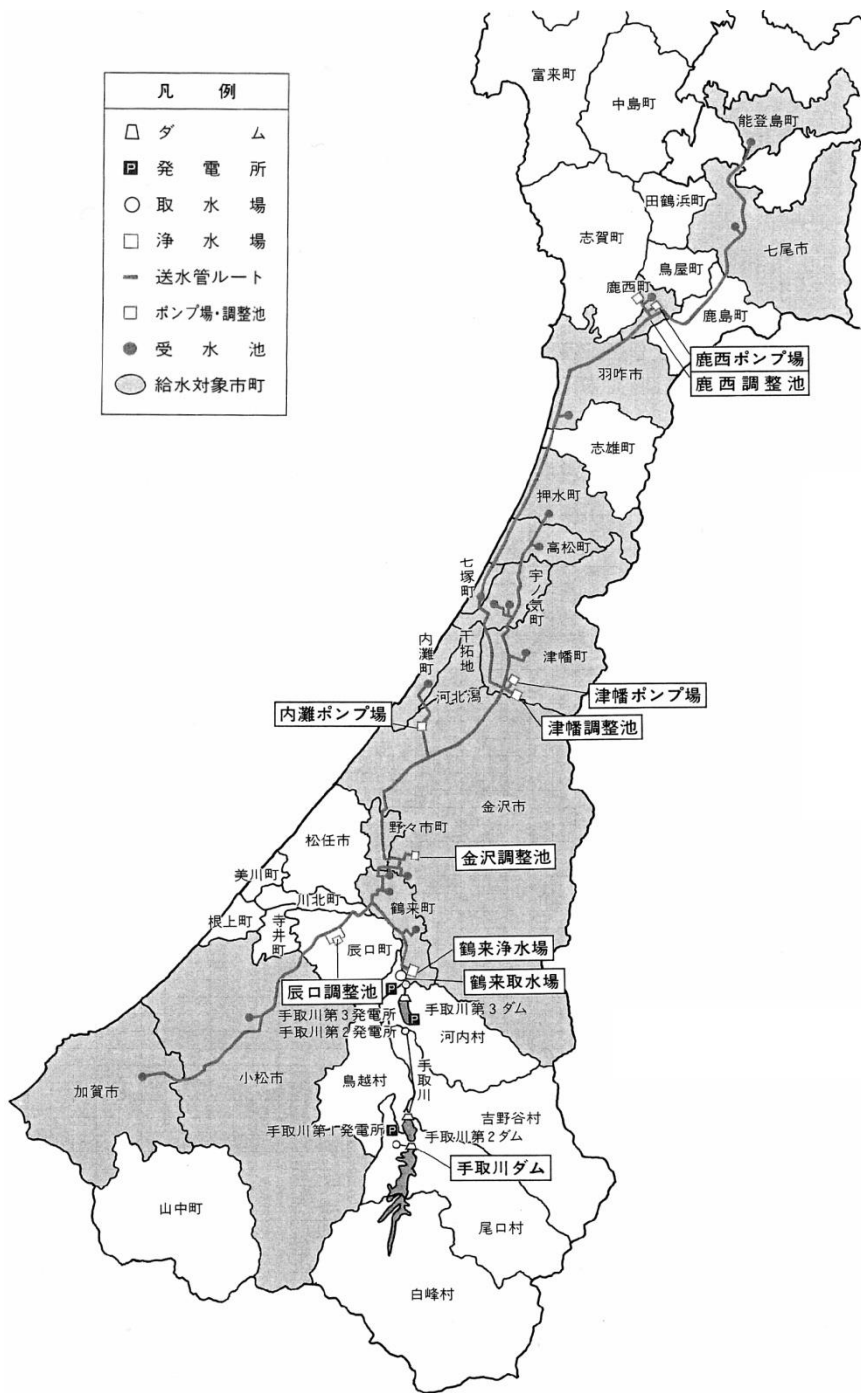 凡例
ダム
発電所
取水場
浄水場
送水管ルート
ポンプ場・調整池
受水池
給水対象市町
富来町
中島町
能登島町
田鶴浜町
志賀町
七尾市
鳥屋町
鹿西町
鹿島町
鹿西ポンプ場
鹿西調整池
羽咋市
志雄町
押水町
高松町
七塚町
宇ノ気町
内灘町
干拓地
津幡町
河北潟
津幡ポンプ場
内灘ポンプ場
津幡調整池
金沢市
松任市
野々市町
金沢調整池
美川町
川北町
根上町
寺井町
鶴来町
辰口町
鶴来浄水場
鶴来取水場
辰口調整池
手取川第3発電所
手取川第3ダム
手取川第2発電所
河内村
手取川
加賀市
小松市
鳥越村
吉野谷村
手取川第1発電所
手取川第2ダム
手取川ダム
山中町
尾口村
白峰村